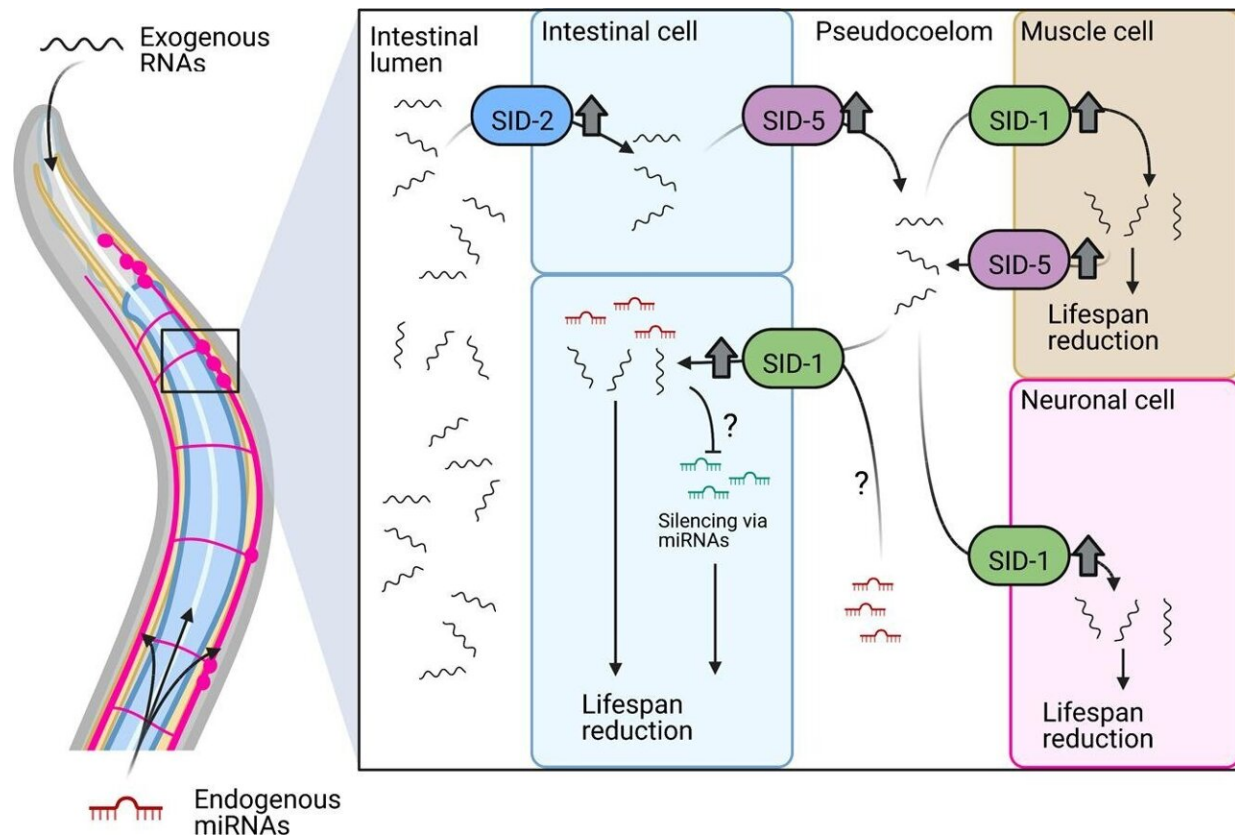 Exogenous
RNAs
Intestinal
lumen
Intestinal cell
Pseudocoelom
Muscle cell
SID-2
SID-5
SID-1
SID-5
Lifespan
reduction
SID-1
?
?
Silencing via
miRNAs
Lifespan
reduction
Neuronal cell
SID-1
Lifespan
reduction
Endogenous
miRNAs